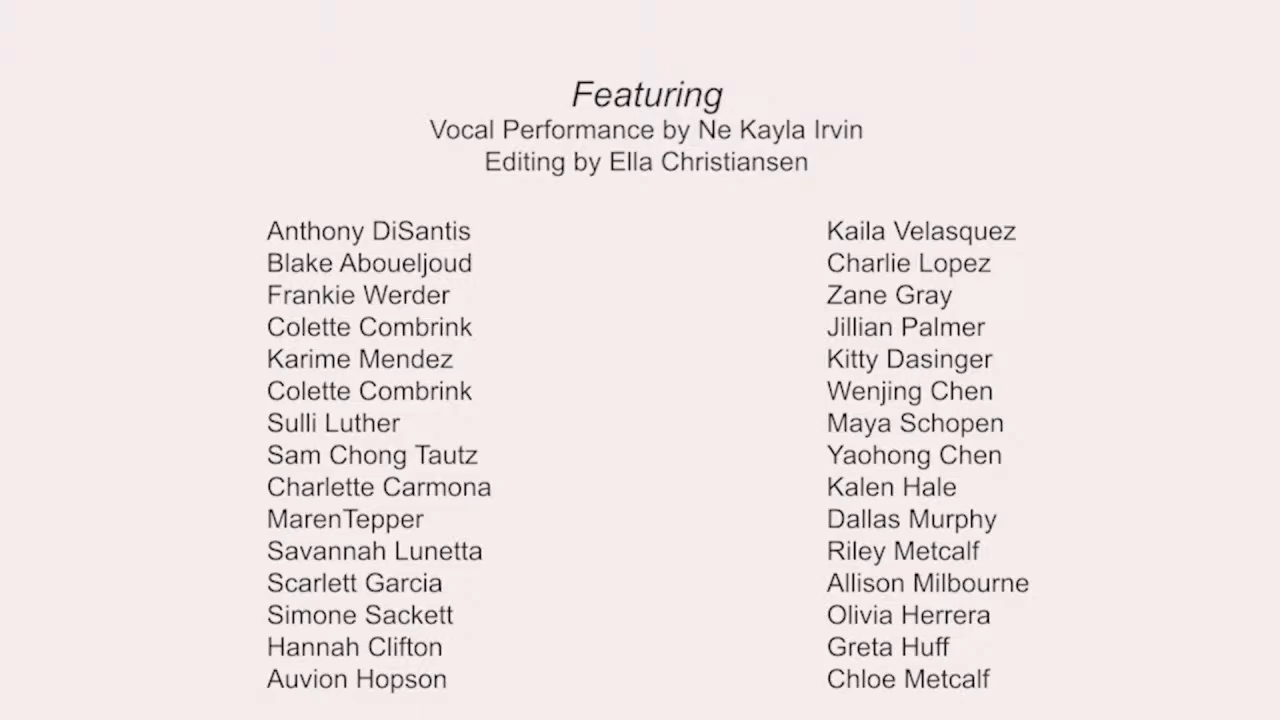 Featuring
Vocal Performance by Ne Kayla Irvin
Editing by Ella Christiansen
Anthony DiSantis
Blake Aboueljoud
Frankie Werder
Colette Combrink
Karime Mendez
Colette Combrink
Sulli Luther
Sam Chong Tautz
Charlette Carmona
MarenTepper
Savannah Lunetta
Scarlett Garcia
Simone Sackett
Hannah Clifton
Auvion Hopson
Kaila Velasquez
Charlie Lopez
Zane Gray
Jillian Palmer
Kitty Dasinger
Wenjing Chen
Maya Schopen
Yaohong Chen
Kalen Hale
Dallas Murphy
Riley Metcalf
Allison Milbourne
Olivia Herrera
Greta Huff
Chloe Metcalf